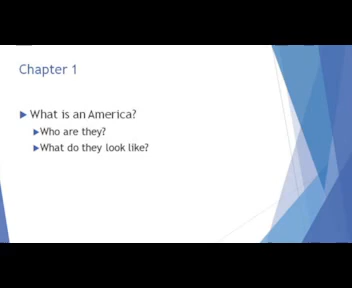 Chapter 1
What is an America?
Who are they?
What do they look like?